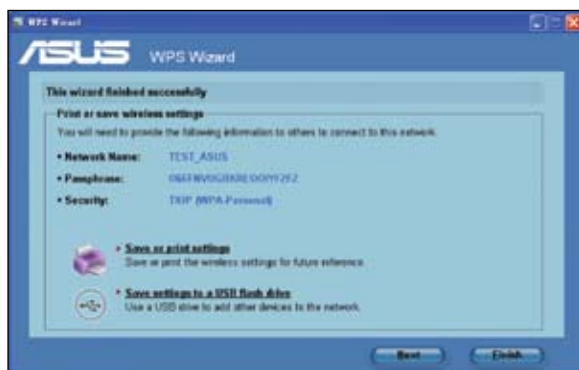 WPS Wizard
ASUS WPS Wizard
This wizard finished successfully
Print or save wireless settings
You will need to provide the following information to others to connect to this network.
• Network Name: TEST_ASUS
• Passphrase:
• Security: TKIP (WPA-Personal)
• Save or print settings
Save or print the wireless settings for future reference.
• Save settings to a USB flash drive
Use a USB drive to add other devices to the network.
Next Finish